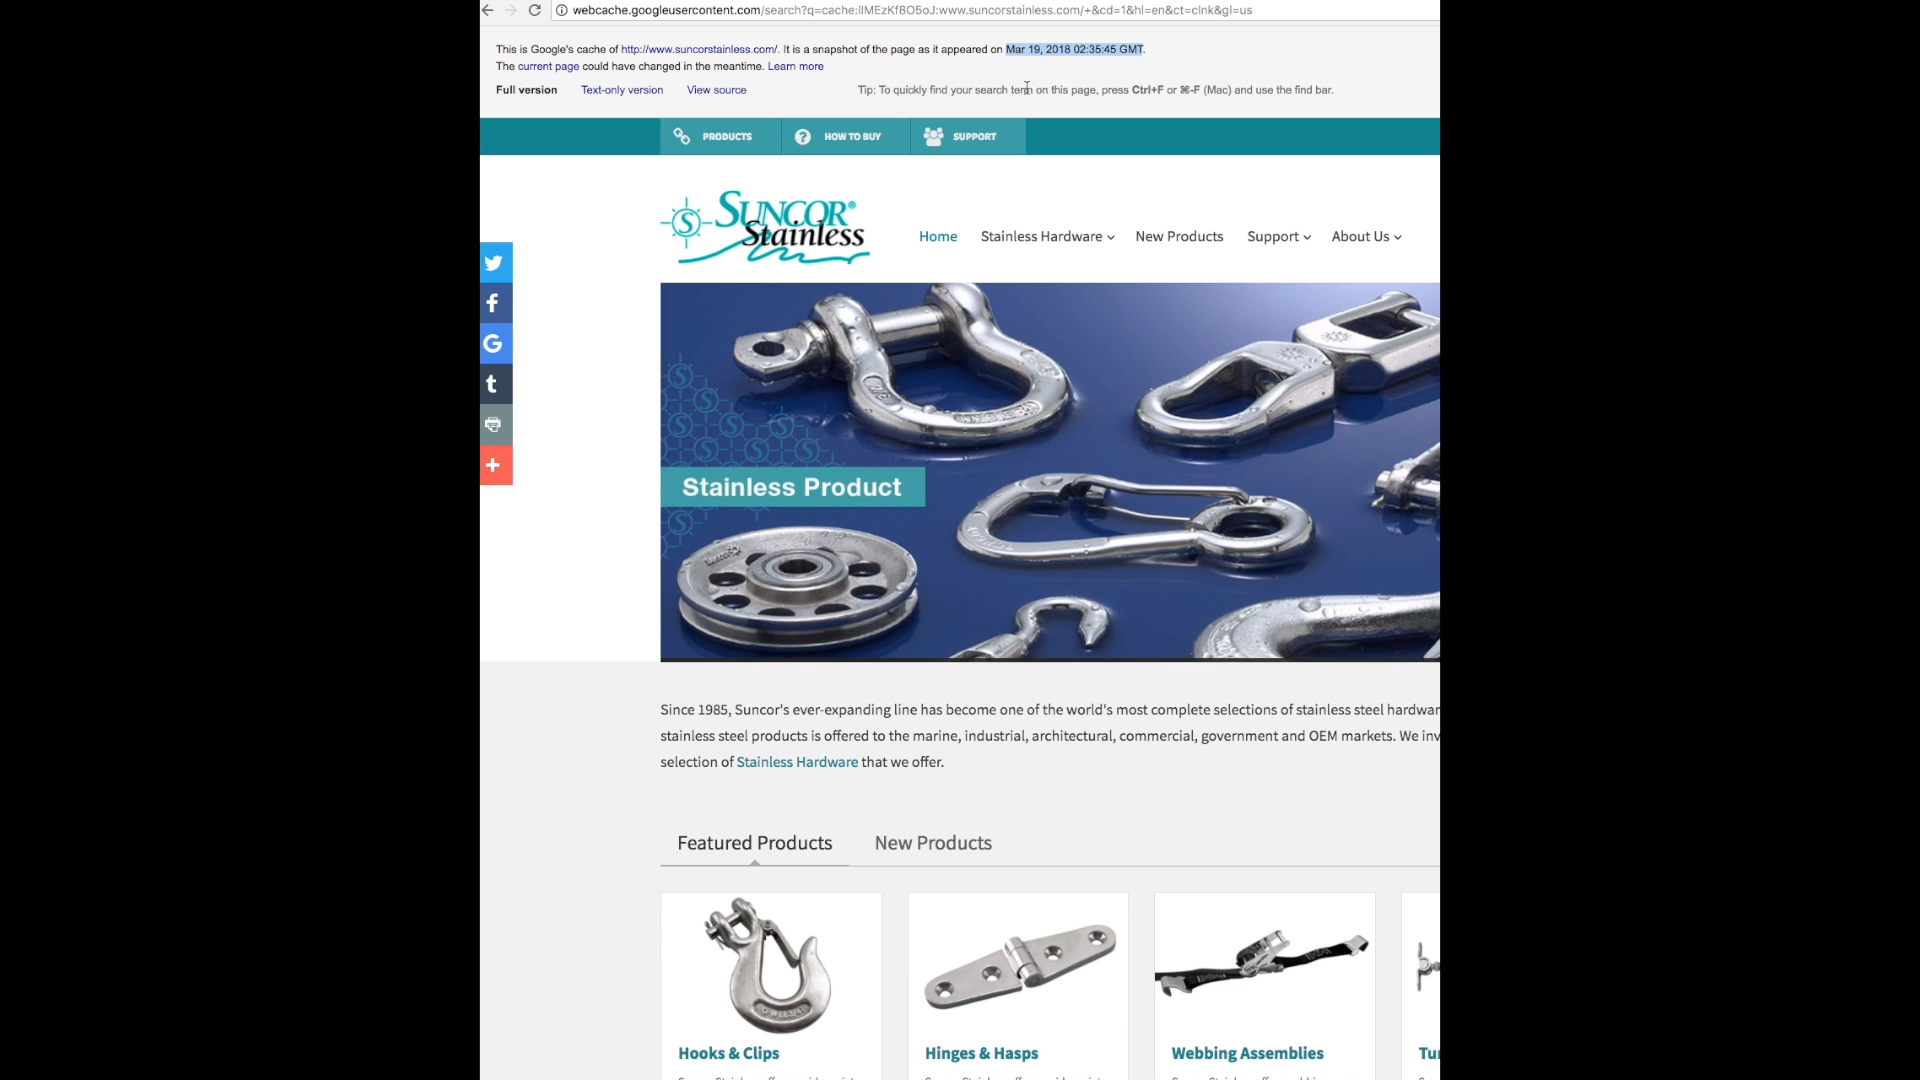 webcache.googleusercontent.com/search?q=cache:lIMEzKf8O5oJ:www.suncorstainless.com/+&cd=1&hl=en&ct=clnk&gl=us
This is Google's cache of http://www.suncorstainless.com/. It is a snapshot of the page as it appeared on Mar 19, 2018 02:35:45 GMT.
The current page could have changed in the meantime. Learn more
Full version Text-only version View source Tip: To quickly find your search term on this page, press Ctrl+F or ⌘-F (Mac) and use the find bar.
PRODUCTS HOW TO BUY SUPPORT
SUNCOR®
Stainless
Home Stainless Hardware New Products Support About Us
Stainless Product
Since 1985, Suncor's ever-expanding line has become one of the world's most complete selections of stainless steel hardwar
stainless steel products is offered to the marine, industrial, architectural, commercial, government and OEM markets. We inv
selection of Stainless Hardware that we offer.
Featured Products New Products
Hooks & Clips Hinges & Hasps Webbing Assemblies Tu